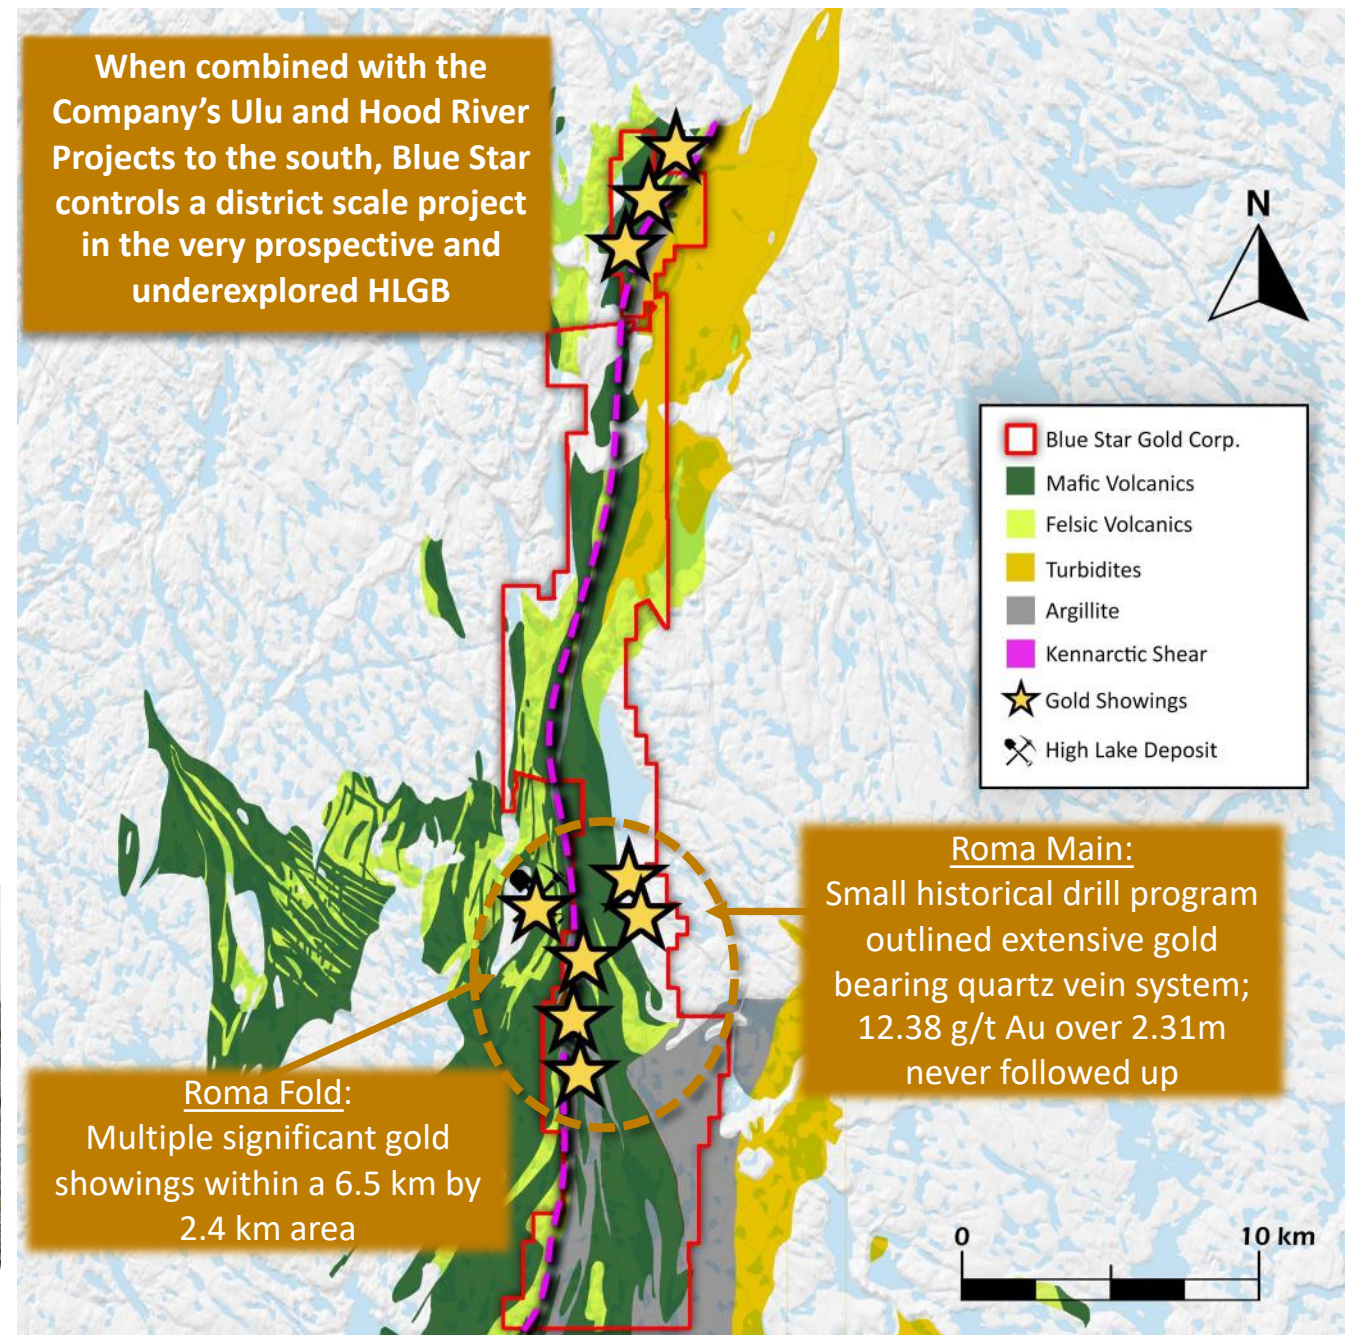 When combined with the
Company’s Ulu and Hood River
Projects to the south, Blue Star
controls a district scale project
in the very prospective and
underexplored HLGB
N
Blue Star Gold Corp.
Mafic Volcanics
Felsic Volcanics
Turbidites
Argillite
Kennarctic Shear
Gold Showings
High Lake Deposit
Roma Main:
Small historical drill program
outlined extensive gold
bearing quartz vein system;
12.38 g/t Au over 2.31m
never followed up
Roma Fold:
Multiple significant gold
showings within a 6.5 km by
2.4 km area
0 10 km